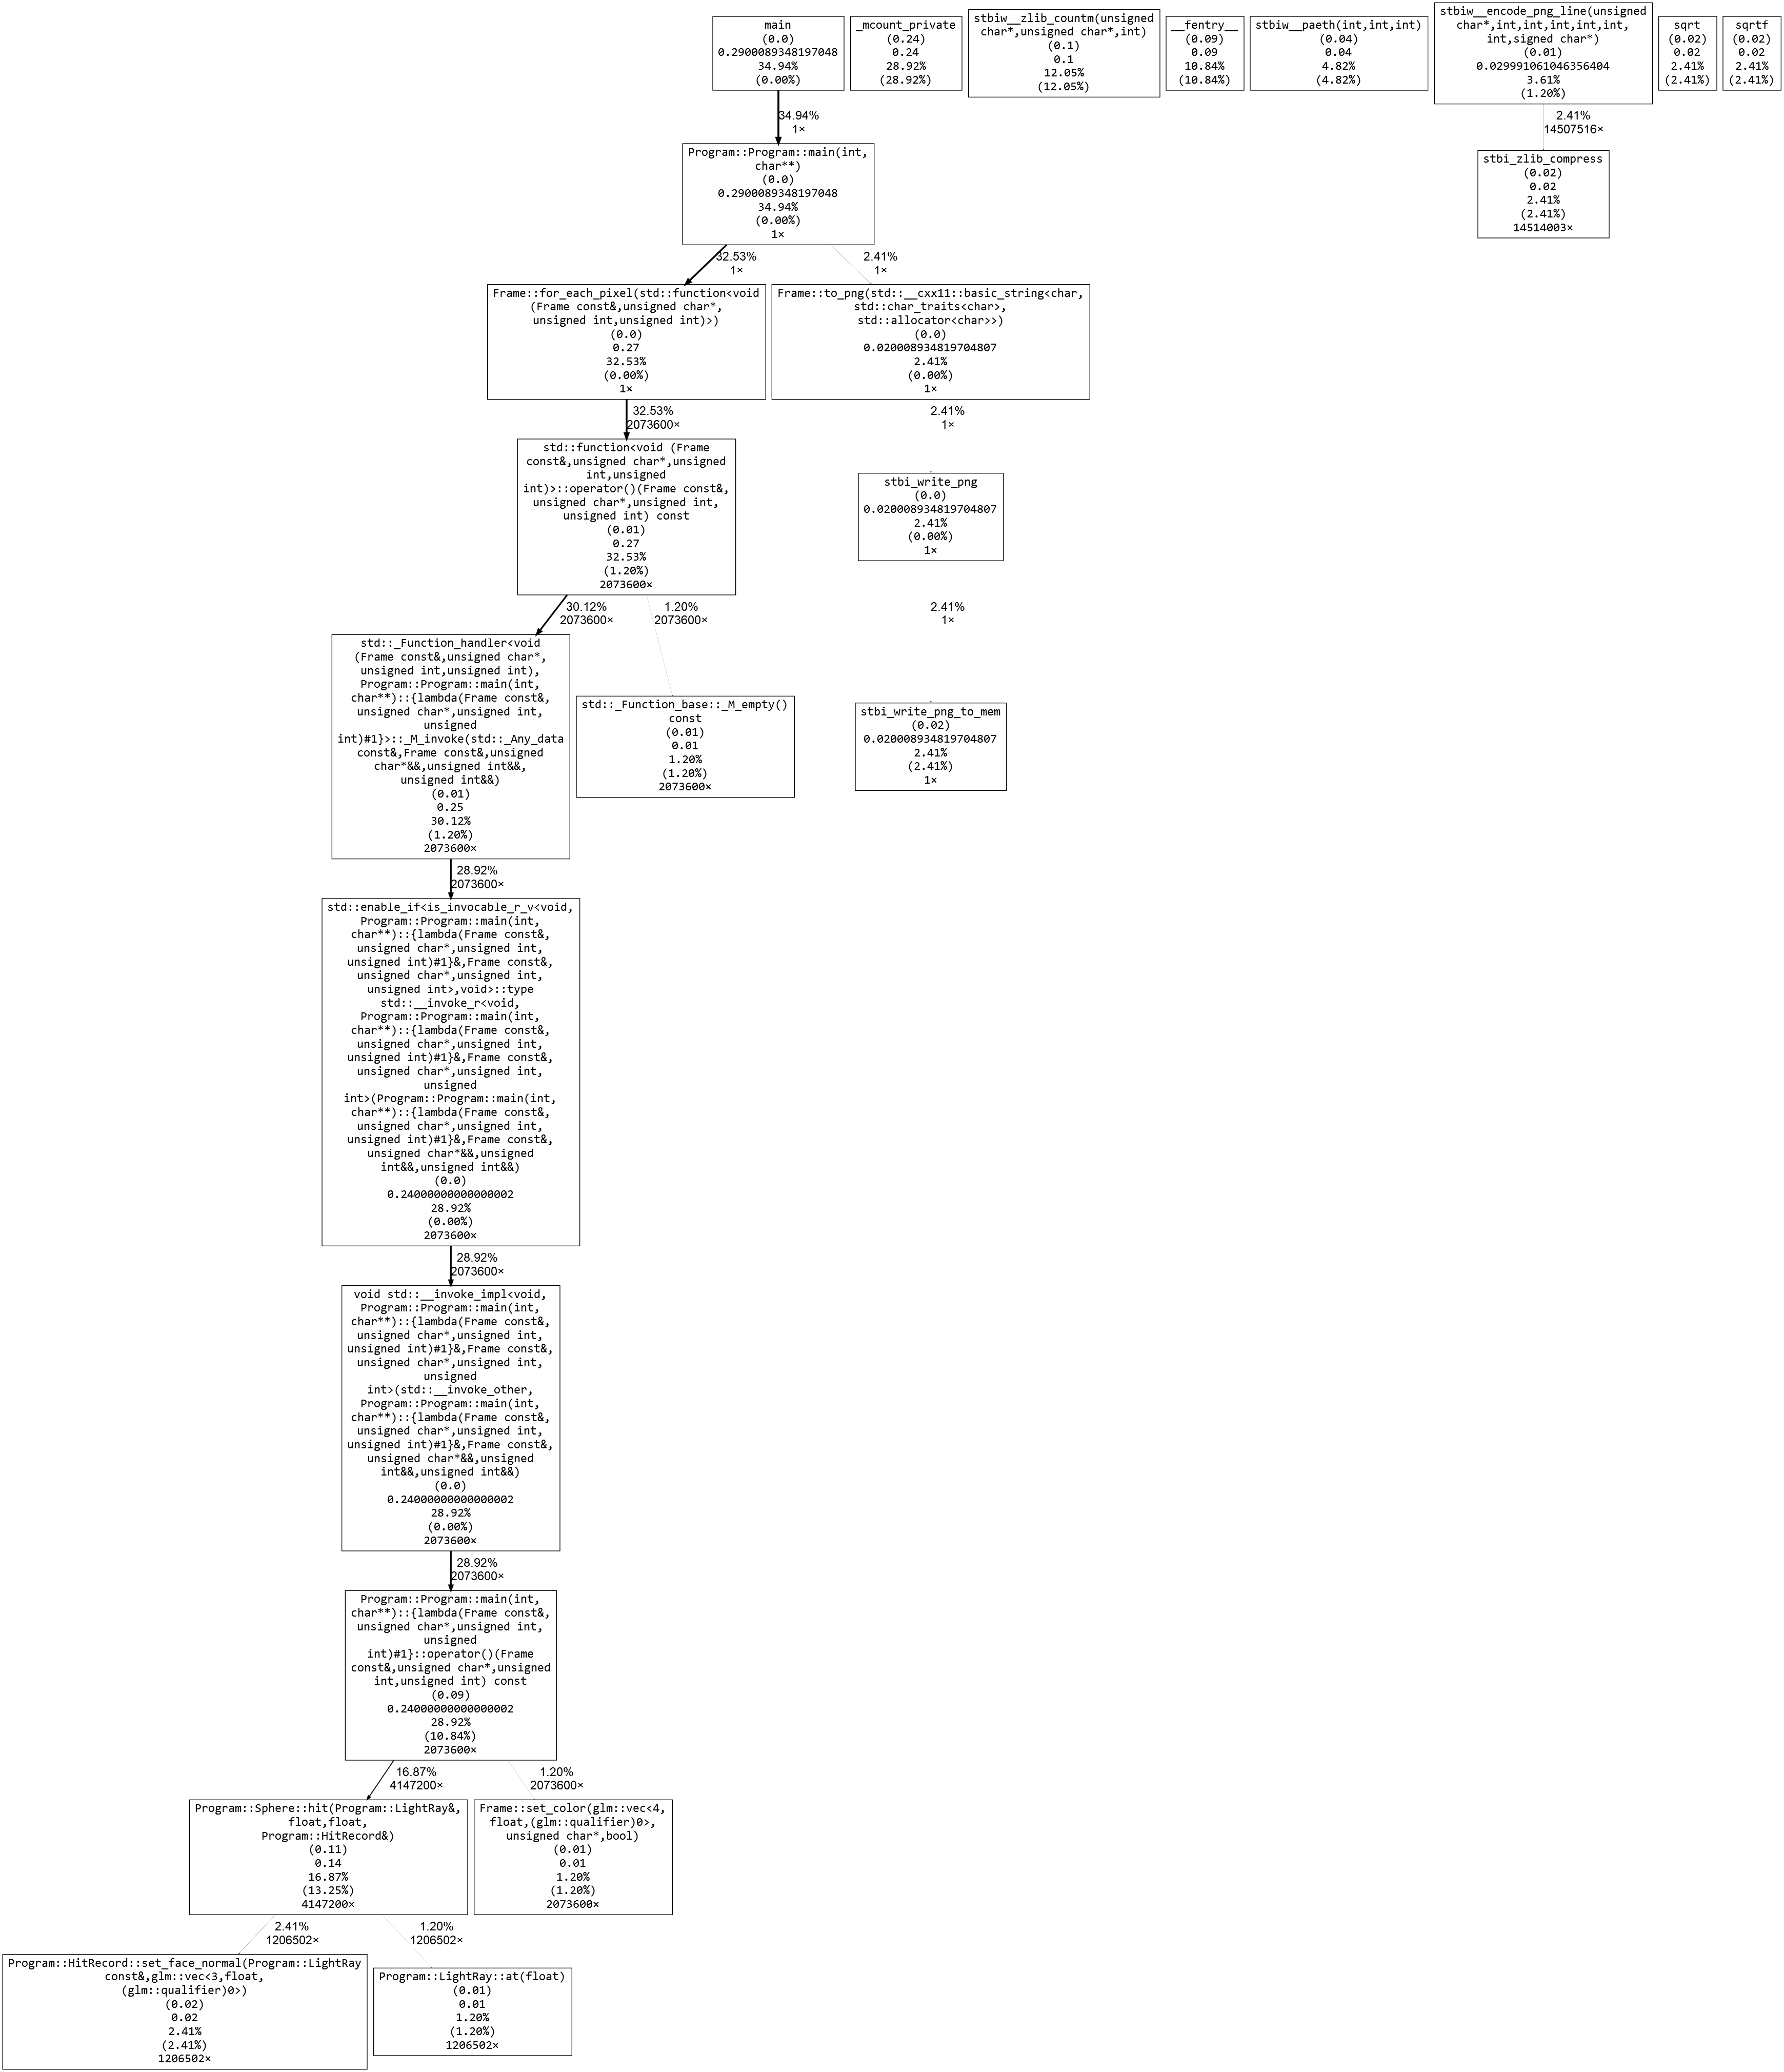 main
(0.0)
0.2900089348197048
34.94%
(0.00%)
_mcount_private
(0.24)
0.24
28.92%
(28.92%)
stbiw__zlib_countm(unsigned
char*,unsigned char*,int)
(0.1)
0.1
12.05%
(12.05%)
__fentry__
(0.09)
0.09
10.84%
(10.84%)
stbiw__paeth(int,int,int)
(0.04)
0.04
4.82%
(4.82%)
stbiw__encode_png_line(unsigned
char*,int,int,int,int,int,
int,signed char*)
(0.01)
0.029991061046356404
3.61%
(1.20%)
sqrt
(0.02)
0.02
2.41%
(2.41%)
sqrtf
(0.02)
0.02
2.41%
(2.41%)
34.94%
1×
2.41%
14507516×
Program::Program::main(int,
char**)
(0.0)
0.2900089348197048
34.94%
(0.00%)
1×
stbi_zlib_compress
(0.02)
0.02
2.41%
(2.41%)
14514003×
32.53%
1×
2.41%
1×
Frame::for_each_pixel(std::function<void
(Frame const&,unsigned char*,
unsigned int,unsigned int)>)
(0.0)
0.27
32.53%
(0.00%)
1×
Frame::to_png(std::__cxx11::basic_string<char,
std::char_traits<char>,
std::allocator<char>>)
(0.0)
0.020008934819704807
2.41%
(0.00%)
1×
32.53%
2073600×
2.41%
1×
std::function<void (Frame
const&,unsigned char*,unsigned
int,unsigned
int)>::operator()(Frame const&,
unsigned char*,unsigned int,
unsigned int) const
(0.01)
0.27
32.53%
(1.20%)
2073600×
stbi_write_png
(0.0)
0.020008934819704807
2.41%
(0.00%)
1×
30.12%
2073600×
1.20%
2073600×
2.41%
1×
std::_Function_handler<void
(Frame const&,unsigned char*,
unsigned int,unsigned int),
Program::Program::main(int,
char**)::{lambda(Frame const&,
unsigned char*,unsigned int,
unsigned
int)#1}>::_M_invoke(std::_Any_data
const&,Frame const&,unsigned
char*&&,unsigned int&&,
unsigned int&&)
(0.01)
0.25
30.12%
(1.20%)
2073600×
std::_Function_base::_M_empty()
const
(0.01)
0.01
1.20%
(1.20%)
2073600×
stbi_write_png_to_mem
(0.02)
0.020008934819704807
2.41%
(2.41%)
1×
28.92%
2073600×
std::enable_if<is_invocable_r_v<void,
Program::Program::main(int,
char**)::{lambda(Frame const&,
unsigned char*,unsigned int,
unsigned int)#1}&,Frame const&,
unsigned char*,unsigned int,
unsigned int>,void>::type
std::__invoke_r<void,
Program::Program::main(int,
char**)::{lambda(Frame const&,
unsigned char*,unsigned int,
unsigned int)#1}&,Frame const&,
unsigned char*,unsigned int,
unsigned
int>(Program::Program::main(int,
char**)::{lambda(Frame const&,
unsigned char*,unsigned int,
unsigned int)#1}&,Frame const&,
unsigned char*&&,unsigned
int&&,unsigned int&&)
(0.0)
0.24000000000000002
28.92%
(0.00%)
2073600×
28.92%
2073600×
void std::__invoke_impl<void,
Program::Program::main(int,
char**)::{lambda(Frame const&,
unsigned char*,unsigned int,
unsigned int)#1}&,Frame const&,
unsigned char*,unsigned int,
unsigned
int>(std::__invoke_other,
Program::Program::main(int,
char**)::{lambda(Frame const&,
unsigned char*,unsigned int,
unsigned int)#1}&,Frame const&,
unsigned char*&&,unsigned
int&&,unsigned int&&)
(0.0)
0.24000000000000002
28.92%
(0.00%)
2073600×
28.92%
2073600×
Program::Program::main(int,
char**)::{lambda(Frame const&,
unsigned char*,unsigned int,
unsigned
int)#1}::operator()(Frame
const&,unsigned char*,unsigned
int,unsigned int) const
(0.09)
0.24000000000000002
28.92%
(10.84%)
2073600×
16.87%
4147200×
1.20%
2073600×
Program::Sphere::hit(Program::LightRay&,
float,float,
Program::HitRecord&)
(0.11)
0.14
16.87%
(13.25%)
4147200×
Frame::set_color(glm::vec<4,
float,(glm::qualifier)0>,
unsigned char*,bool)
(0.01)
0.01
1.20%
(1.20%)
2073600×
2.41%
1206502×
1.20%
1206502×
Program::HitRecord::set_face_normal(Program::LightRay
const&,glm::vec<3,float,
(glm::qualifier)0>)
(0.02)
0.02
2.41%
(2.41%)
1206502×
Program::LightRay::at(float)
(0.01)
0.01
1.20%
(1.20%)
1206502×